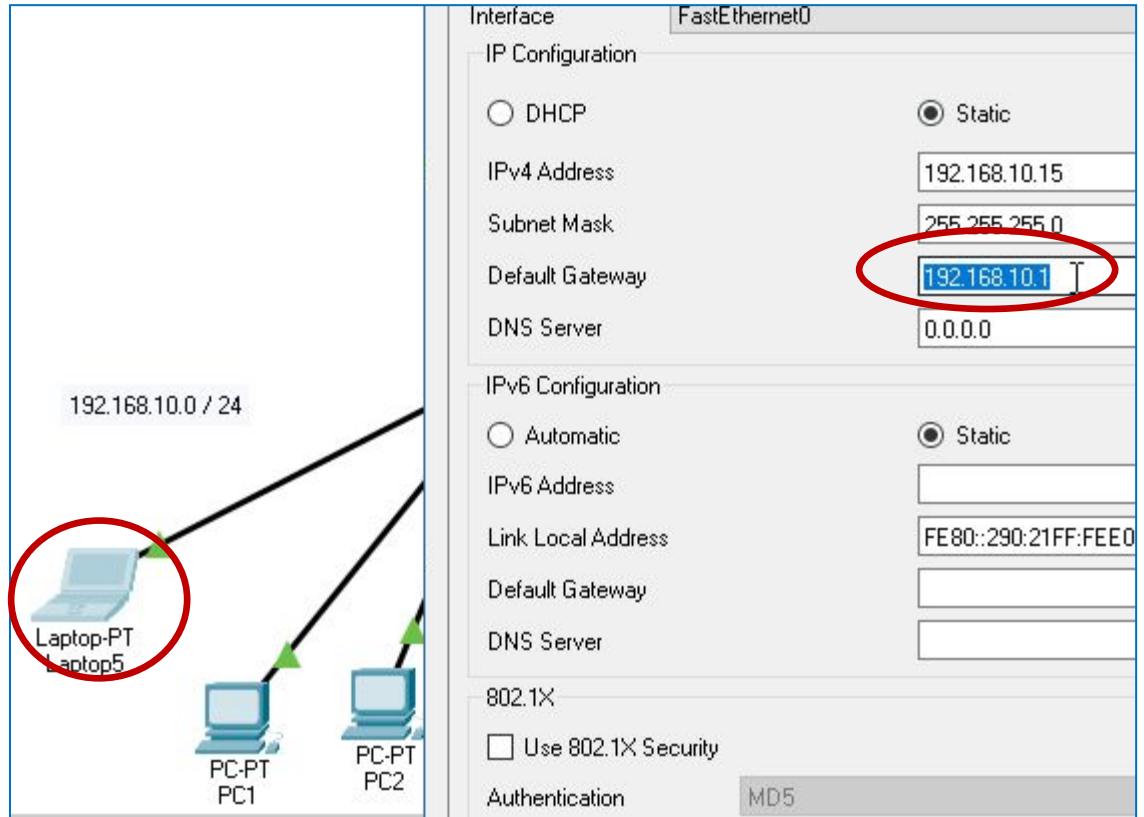 Interface FastEthernet0
IP Configuration
DHCP Static
IPv4 Address 192.168.10.15
Subnet Mask 255.255.255.0
Default Gateway 192.168.10.1
DNS Server 0.0.0.0
IPv6 Configuration
Automatic Static
IPv6 Address
Link Local Address FE80::290:21FF:FEE0
Default Gateway
DNS Server
802.1X
Use 802.1X Security
Authentication MD5
192.168.10.0 / 24
Laptop-PT
Laptop5
PC-PT
PC1
PC-PT
PC2